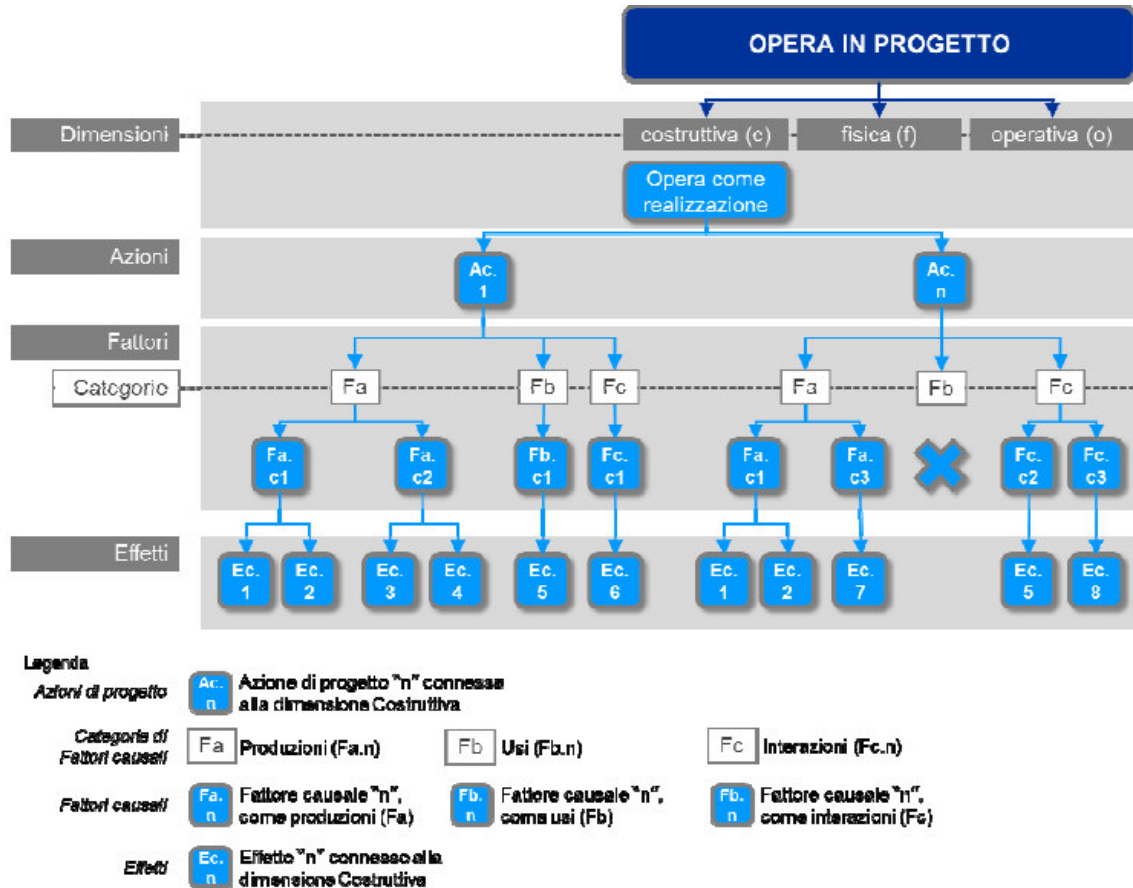 OPERA IN PROGETTO
Dimensioni
costruttiva (c)
fisica (f)
operativa (o)
Opera come
realizzazione
Azioni
Ac.
1
Ac.
n
Fattori
Categorie
Fa
Fb
Fc
Fa
Fb
Fc
Fa.
c1
Fa.
c2
Fb.
c1
Fc.
c1
Fa.
c1
Fa.
c3
Fc.
c2
Fc.
c3
Effetti
Ec.
1
Ec.
2
Ec.
3
Ec.
4
Ec.
5
Ec.
6
Ec.
1
Ec.
2
Ec.
7
Ec.
5
Ec.
8
Legenda
Azioni di progetto
Ac.
n
Azione di progetto "n" connessa
alla dimensione Costruttiva
Categorie di
Fattori causali
Fa
Produzioni (Fa.n)
Fb
Usi (Fb.n)
Fc
Interazioni (Fc.n)
Fattori causali
Fa.
n
Fattore causale "n",
come produzioni (Fa)
Fb.
n
Fattore causale "n",
come usi (Fb)
Fb.
n
Fattore causale "n",
come interazioni (Fc)
Effetti
Ec.
n
Effetto "n" connesso alla
dimensione Costruttiva